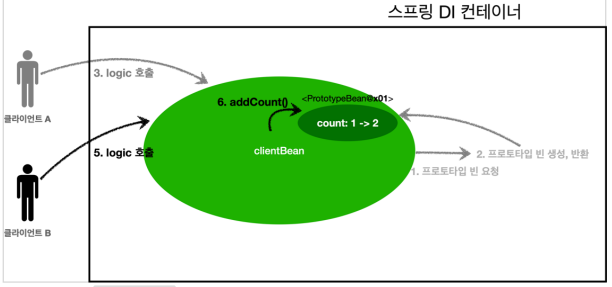 스프링 DI 컨테이너
3. logic 호출
클라이언트 A
6. addCount()
<PrototypeBean@x01>
count: 1 -> 2
5. logic 호출
clientBean
2. 프로토타입 빈 생성, 반환
1. 프로토타입 빈 요청
클라이언트 B